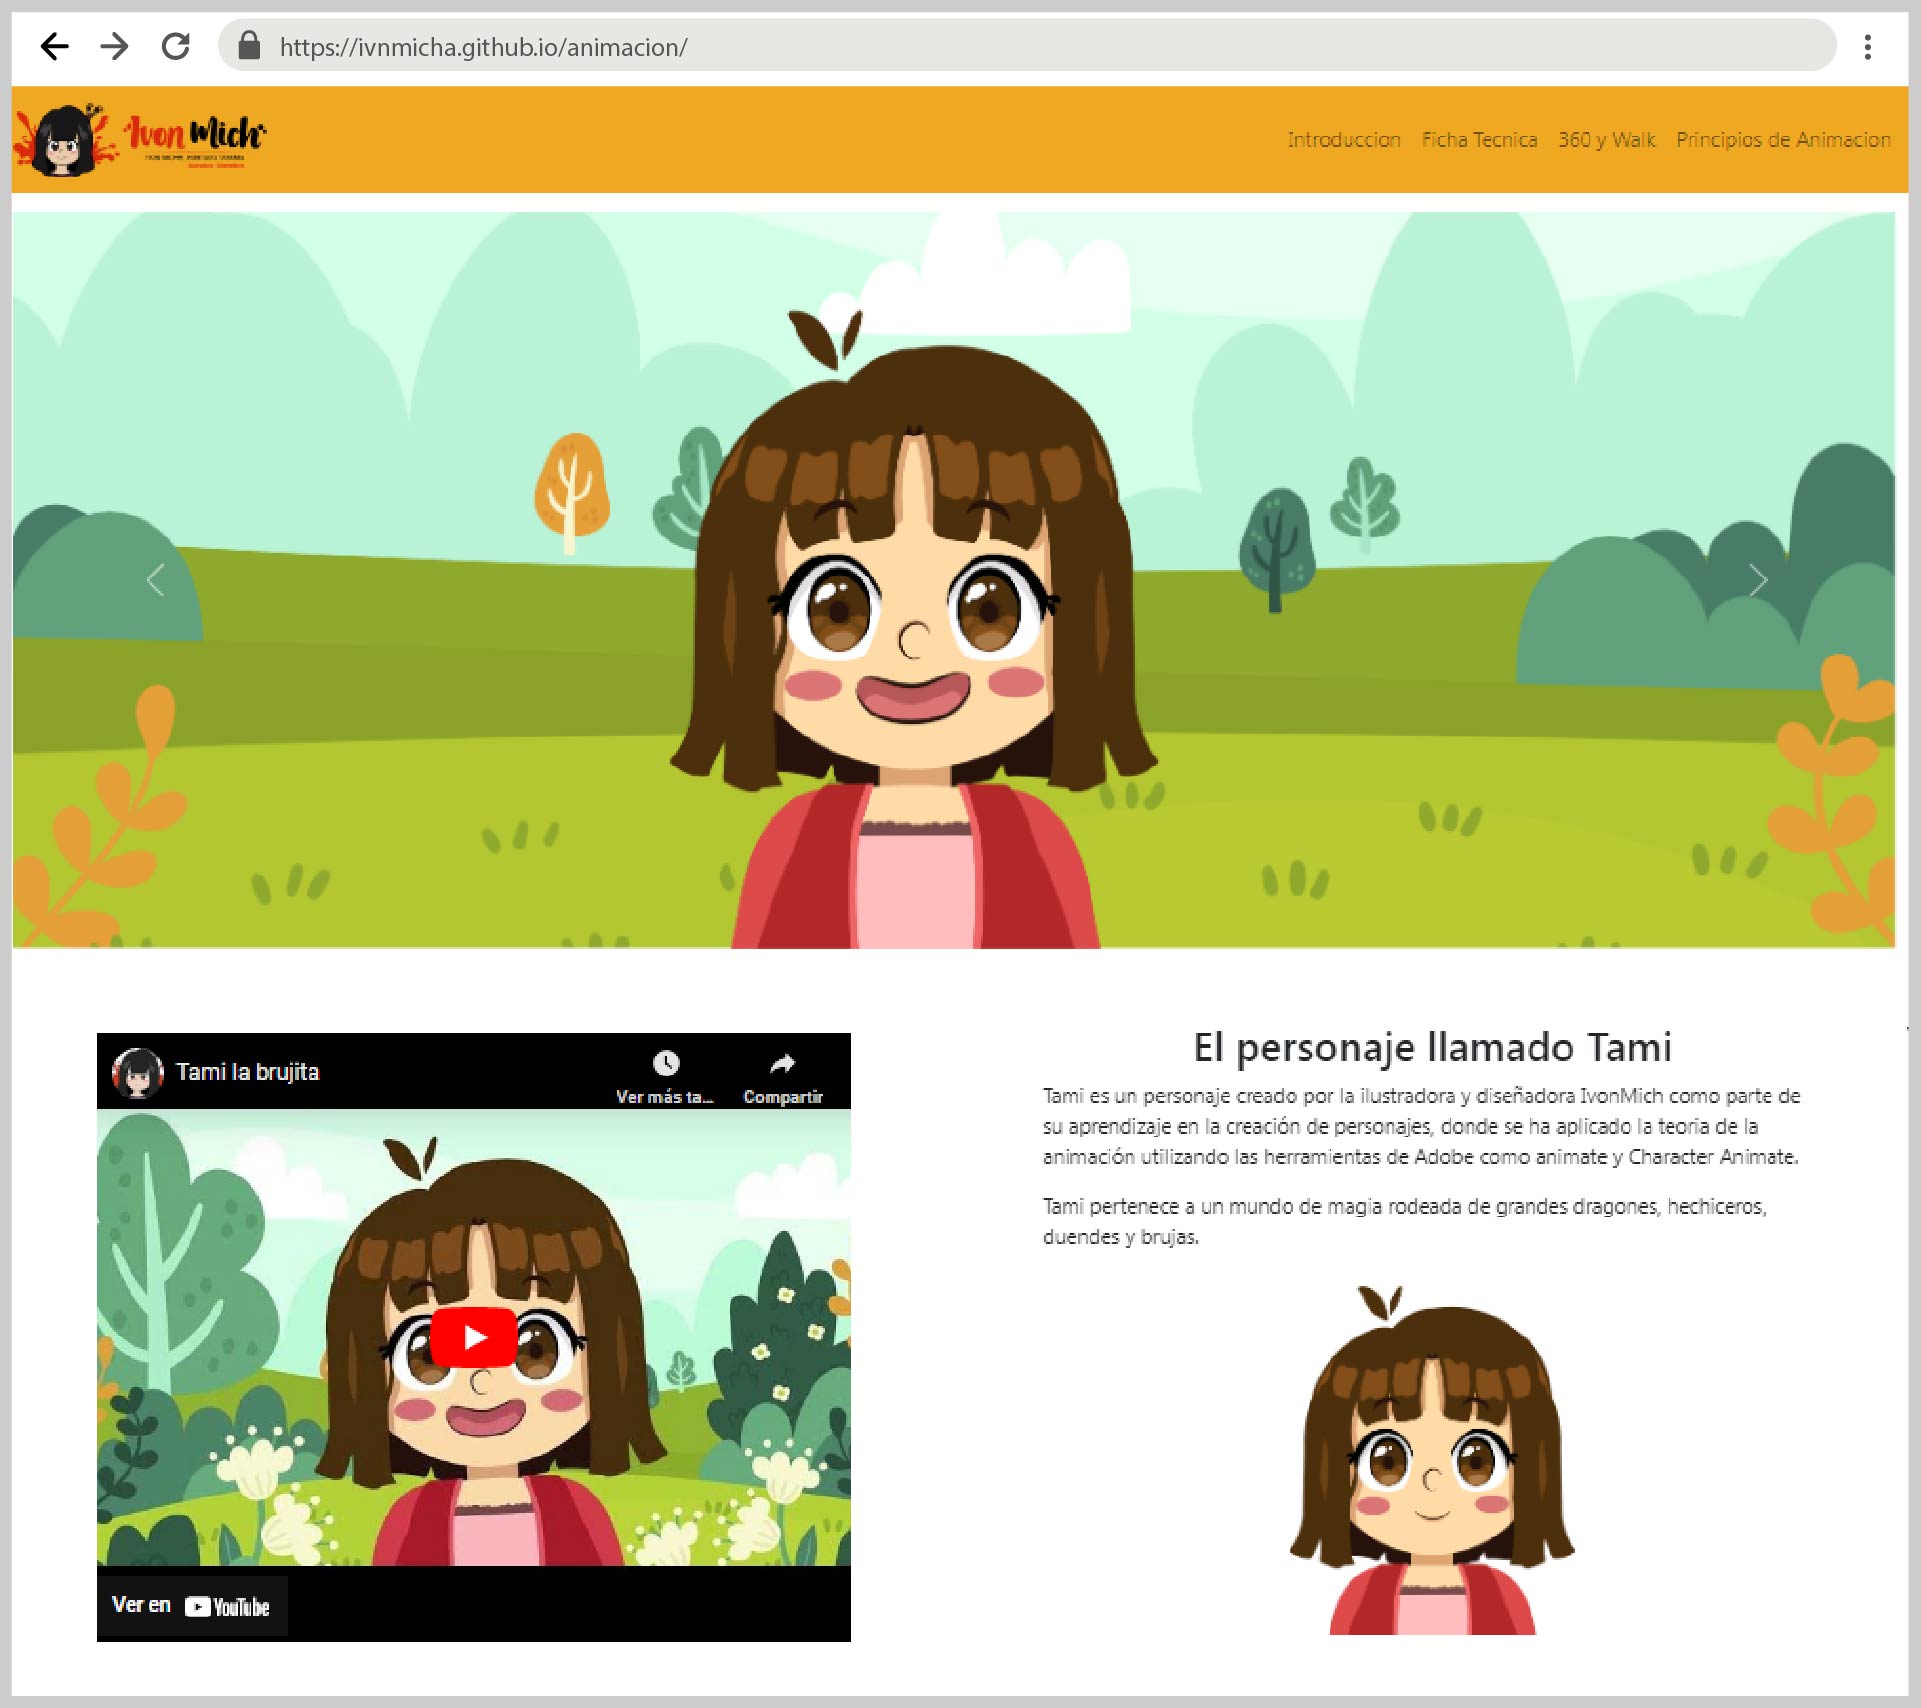 https://ivnmicha.github.io/animacion/
Ivon Mich
Introduccion Ficha Tecnica 360 y Walk Principios de Animacion
Tami la brujita
Ver más ta...
Compartir
Ver en YouTube
El personaje llamado Tami
Tami es un personaje creado por la ilustradora y diseñadora IvonMich como parte de
su aprendizaje en la creación de personajes, donde se ha aplicado la teoria de la
animación utilizando las herramientas de Adobe como animate y Character Animate.
Tami pertenece a un mundo de magia rodeada de grandes dragones, hechiceros,
duendes y brujas.